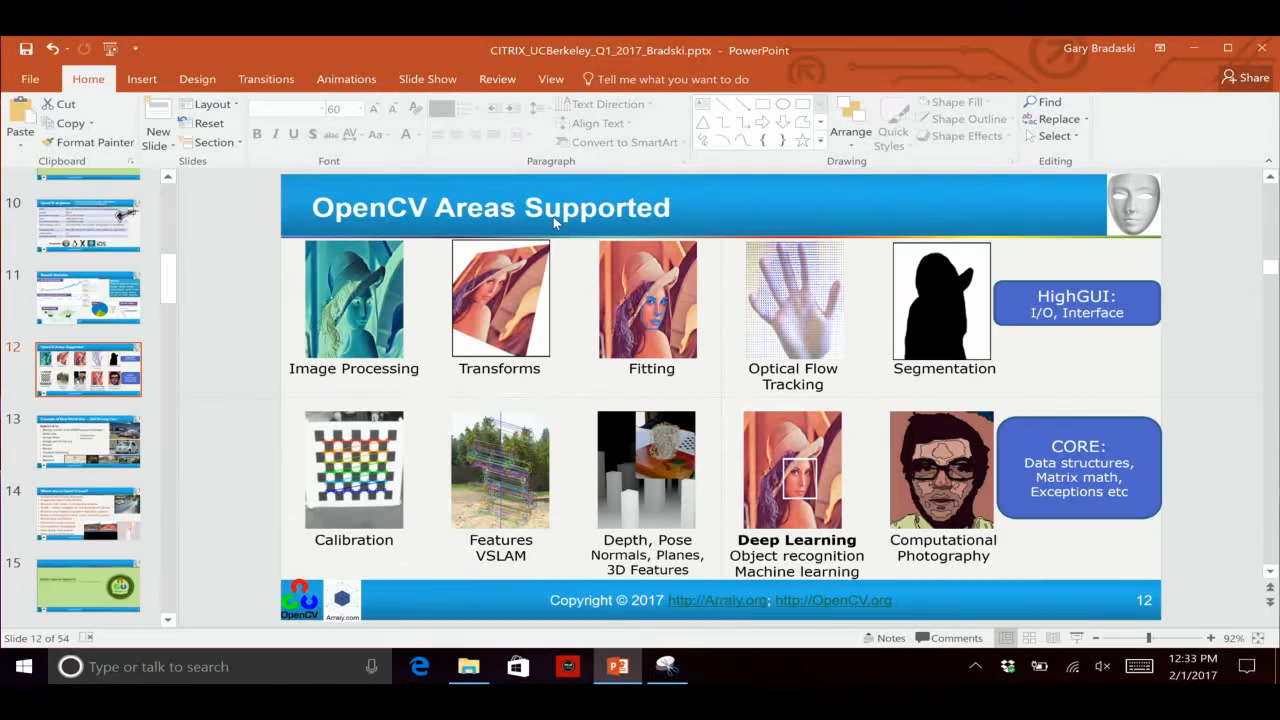 CITRIX_UCBerkeley_Q1_2017_Bradski.pptx - PowerPoint
Gary Bradaski
File
Home
Insert
Design
Transitions
Animations
Slide Show
Review
View
Tell me what you want to do
Share
Paste
Cut
Copy
Format Painter
Clipboard
New
Slide
Layout
Reset
Section
Slides
60
B I U S abc AV Aa A
Font
Text Direction
Align Text
Convert to SmartArt
Paragraph
Arrange
Quick
Styles
Shape Fill
Shape Outline
Shape Effects
Drawing
Find
Replace
Select
Editing
10
11
12
13
14
15
OpenCV Areas Supported
Image Processing
Transforms
Fitting
Optical Flow
Tracking
Segmentation
HighGUI:
I/O, Interface
Calibration
Features
VSLAM
Depth, Pose
Normals, Planes,
3D Features
Deep Learning
Object recognition
Machine learning
Computational
Photography
CORE:
Data structures,
Matrix math,
Exceptions etc
OpenCV
Arraiy.com
Copyright © 2017 http://Arraiy.org; http://OpenCV.org
12
Slide 12 of 54
Notes
Comments
92%
Type or talk to search
12:33 PM
2/1/2017